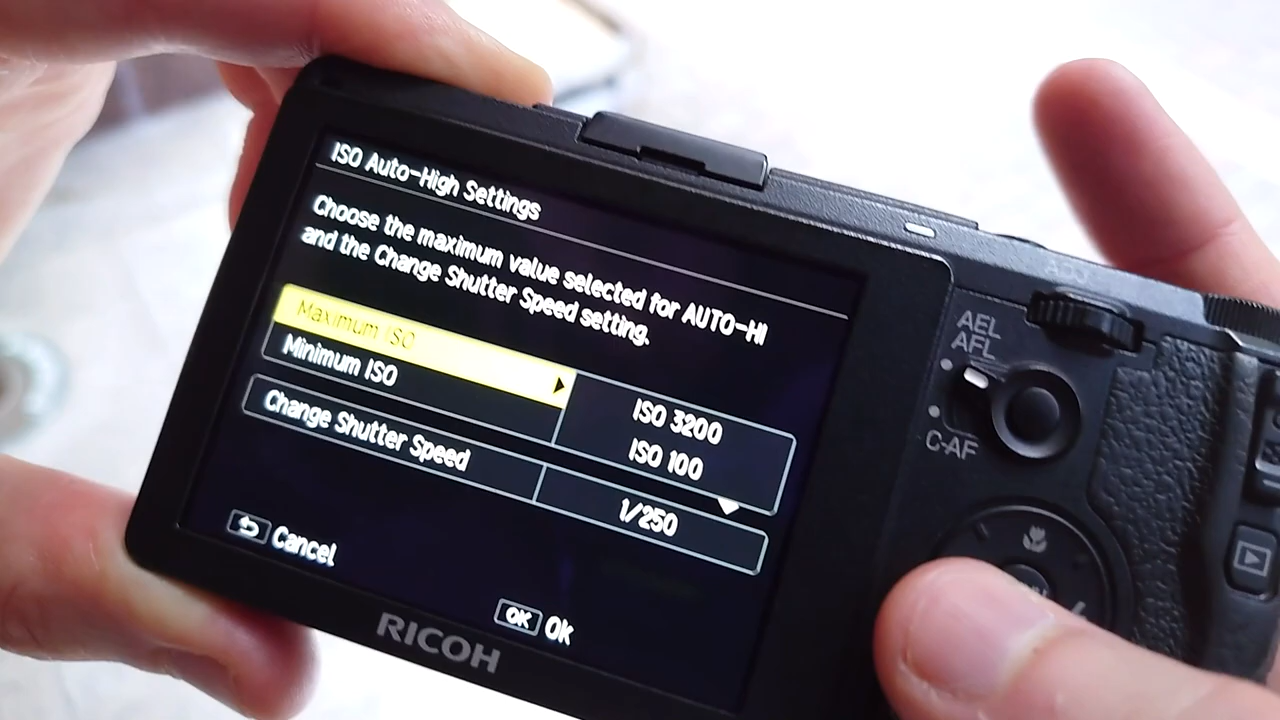 ISO Auto-High Settings
Choose the maximum value selected for AUTO-HI
and the Change Shutter Speed setting.
Maximum ISO
ISO 3200
Minimum ISO
ISO 100
Change Shutter Speed
1/250
Cancel
OK Ok
RICOH
ADJ.
AEL
AFL
C-AF